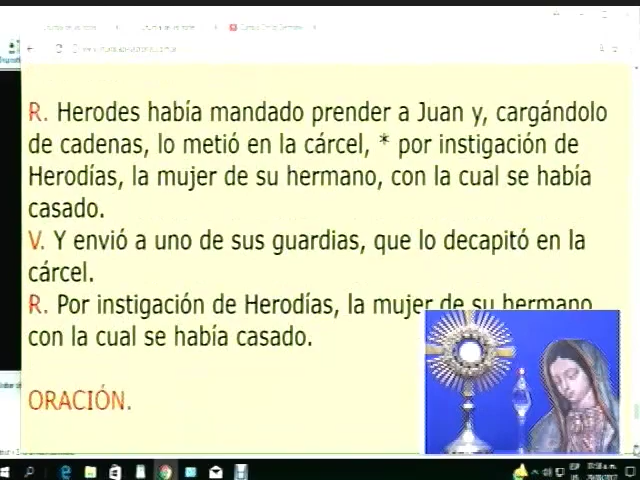 R. Herodes había mandado prender a Juan y, cargándolo
de cadenas, lo metió en la cárcel, * por instigación de
Herodías, la mujer de su hermano, con la cual se había
casado.
V. Y envió a uno de sus guardias, que lo decapitó en la
cárcel.
R. Por instigación de Herodías, la mujer de su hermano
con la cual se había casado.
ORACIÓN.